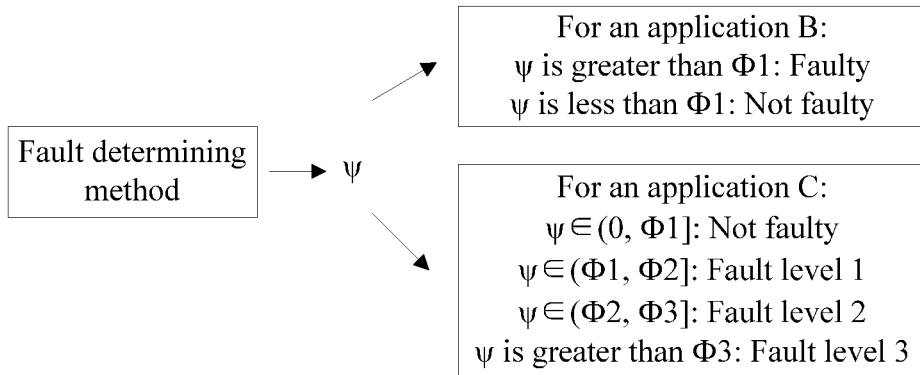 Fault determining
method
ψ
For an application B:
ψ is greater than Φ1: Faulty
ψ is less than Φ1: Not faulty
For an application C:
ψ∈(0, Φ1]: Not faulty
ψ∈(Φ1, Φ2]: Fault level 1
ψ∈(Φ2, Φ3]: Fault level 2
ψ is greater than Φ3: Fault level 3